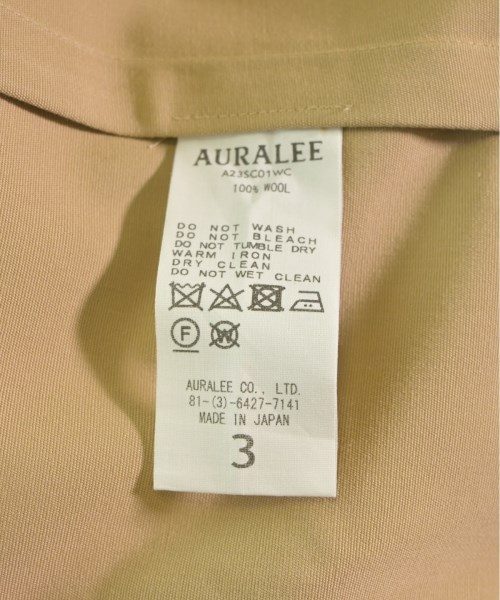 AURALEE
A23SC01WC
100% WOOL
DO NOT WASH
DO NOT BLEACH
DO NOT TUMBLE DRY
WARM IRON
DRY CLEAN
DO NOT WET CLEAN
F W
AURALEE CO., LTD.
81-(3)-6427-7141
MADE IN JAPAN
3